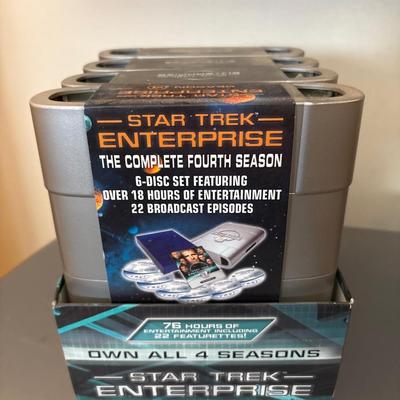 STAR TREK
ENTERPRISE
THE COMPLETE FOURTH SEASON
6-DISC SET FEATURING
OVER 18 HOURS OF ENTERTAINMENT
22 BROADCAST EPISODES
76 HOURS OF
ENTERTAINMENT INCLUDING
22 FEATURETTES!
OWN ALL 4 SEASONS
STAR TREK
ENTERPRISE